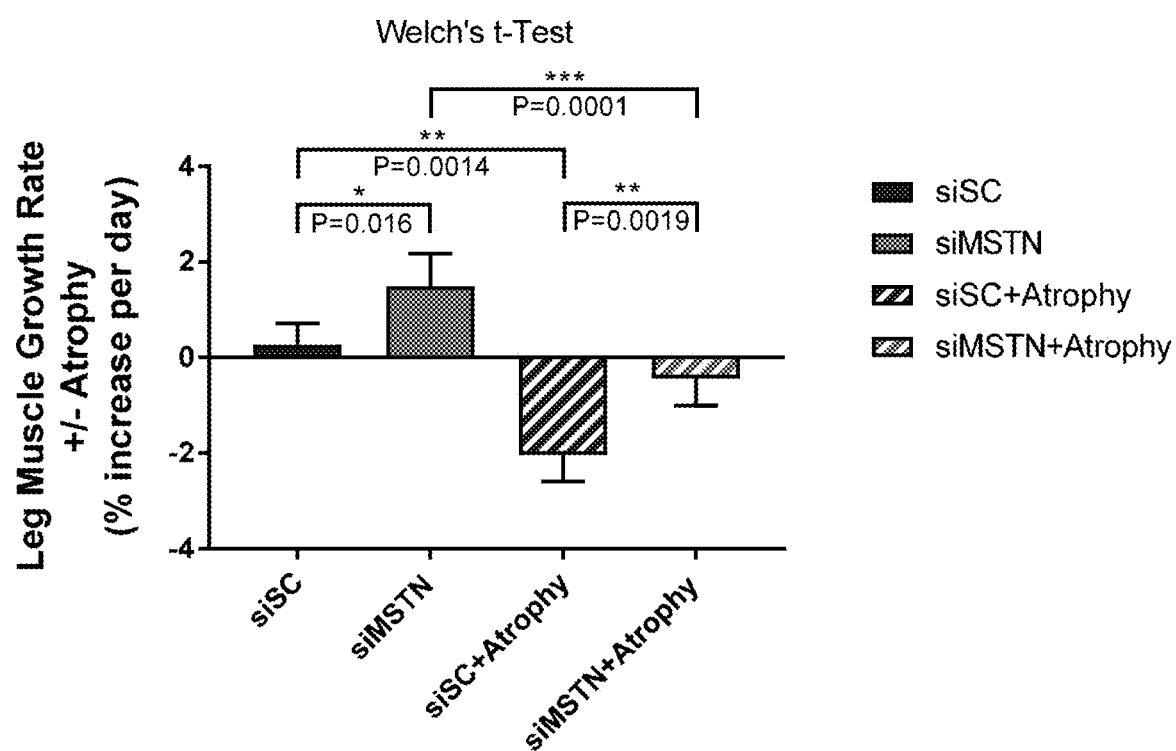 Welch's t-Test
***
P=0.0001
**
P=0.0014
*
P=0.016
**
P=0.0019
Leg Muscle Growth Rate
+/- Atrophy
(% increase per day)
4
2
0
-2
-4
siSC
siMSTN
siSC+Atrophy
siMSTN+Atrophy
siSC
siMSTN
siSC+Atrophy
siMSTN+Atrophy